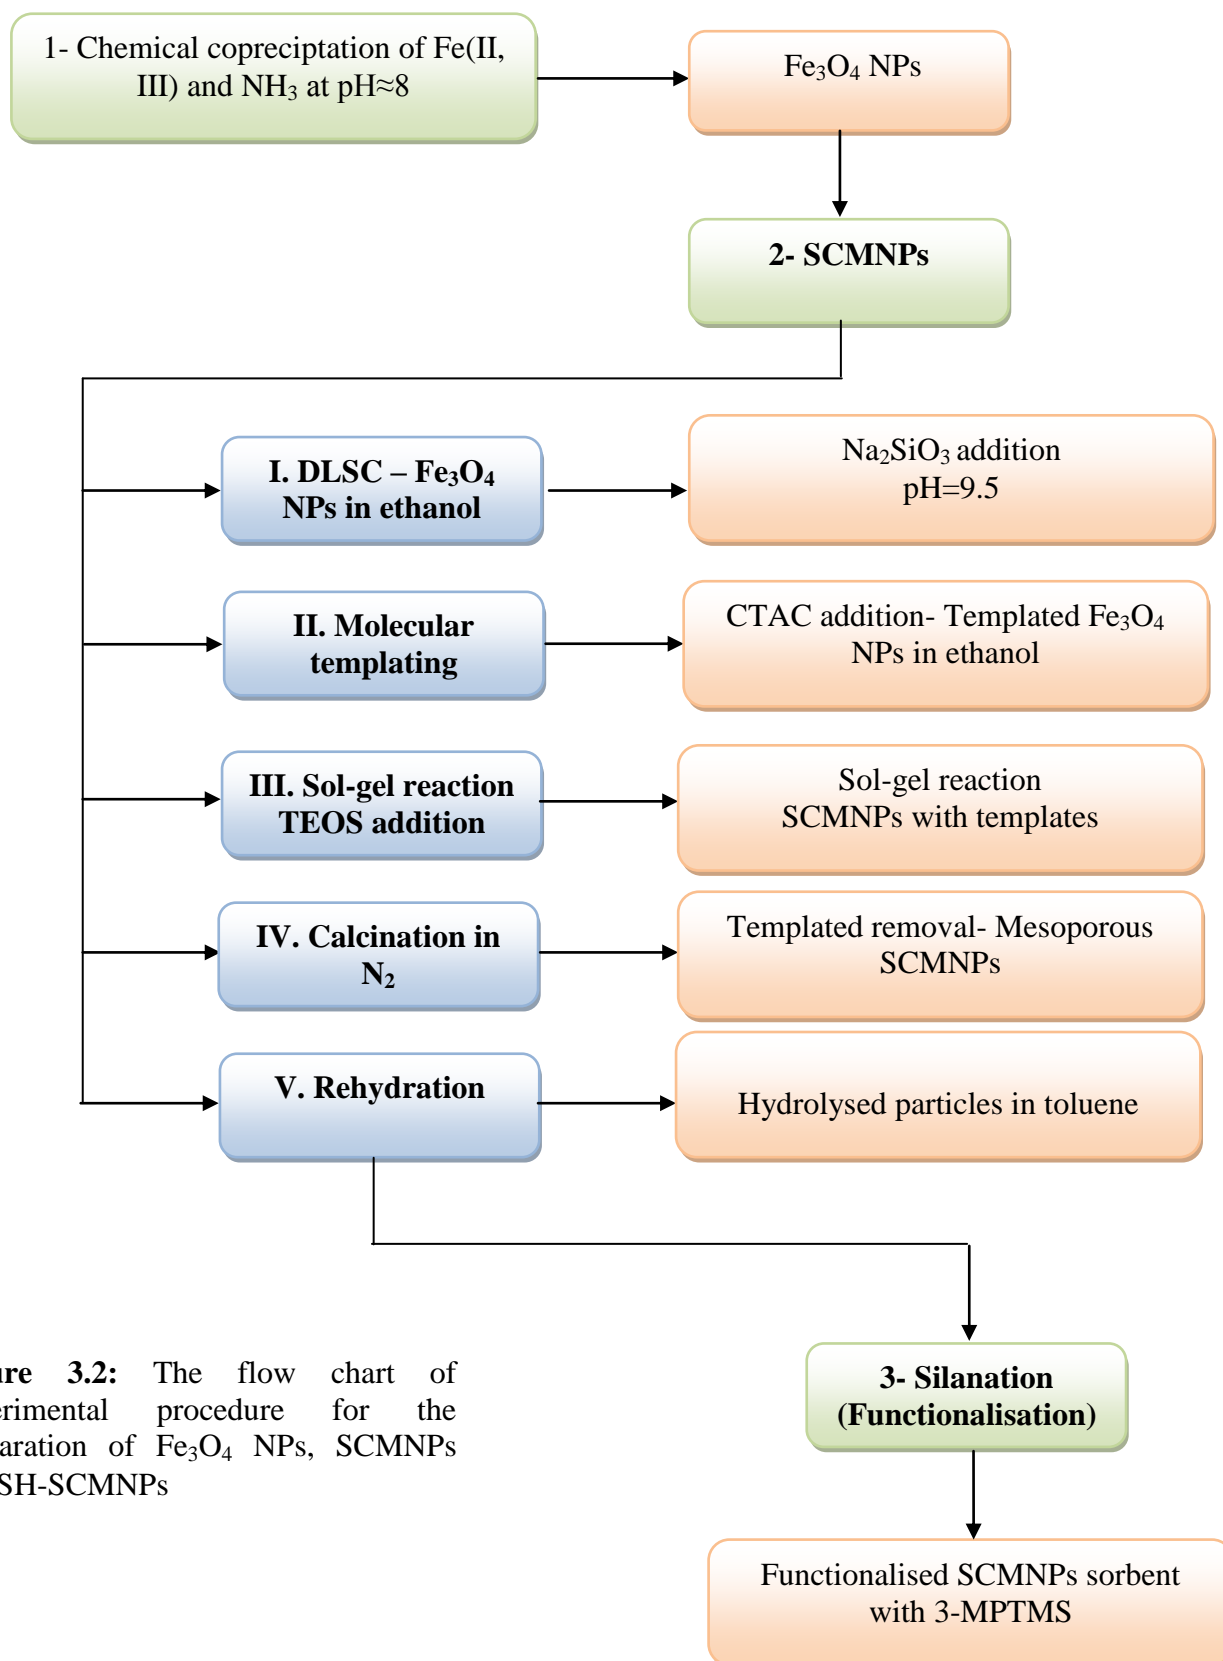 1- Chemical copreciptation of Fe(II,
III) and NH₃ at pH≈8
Fe₃O₄ NPs
2- SCMNPs
I. DLSC – Fe₃O₄
NPs in ethanol
Na₂SiO₃ addition
pH=9.5
II. Molecular
templating
CTAC addition- Templated Fe₃O₄
NPs in ethanol
III. Sol-gel reaction
TEOS addition
Sol-gel reaction
SCMNPs with templates
IV. Calcination in
N₂
Templated removal- Mesoporous
SCMNPs
V. Rehydration
Hydrolysed particles in toluene
3.2: The flow chart of
procedure for the
of Fe₃O₄ NPs, SCMNPs
SH-SCMNPs
3- Silanation
(Functionalisation)
Functionalised SCMNPs sorbent
with 3-MPTMS